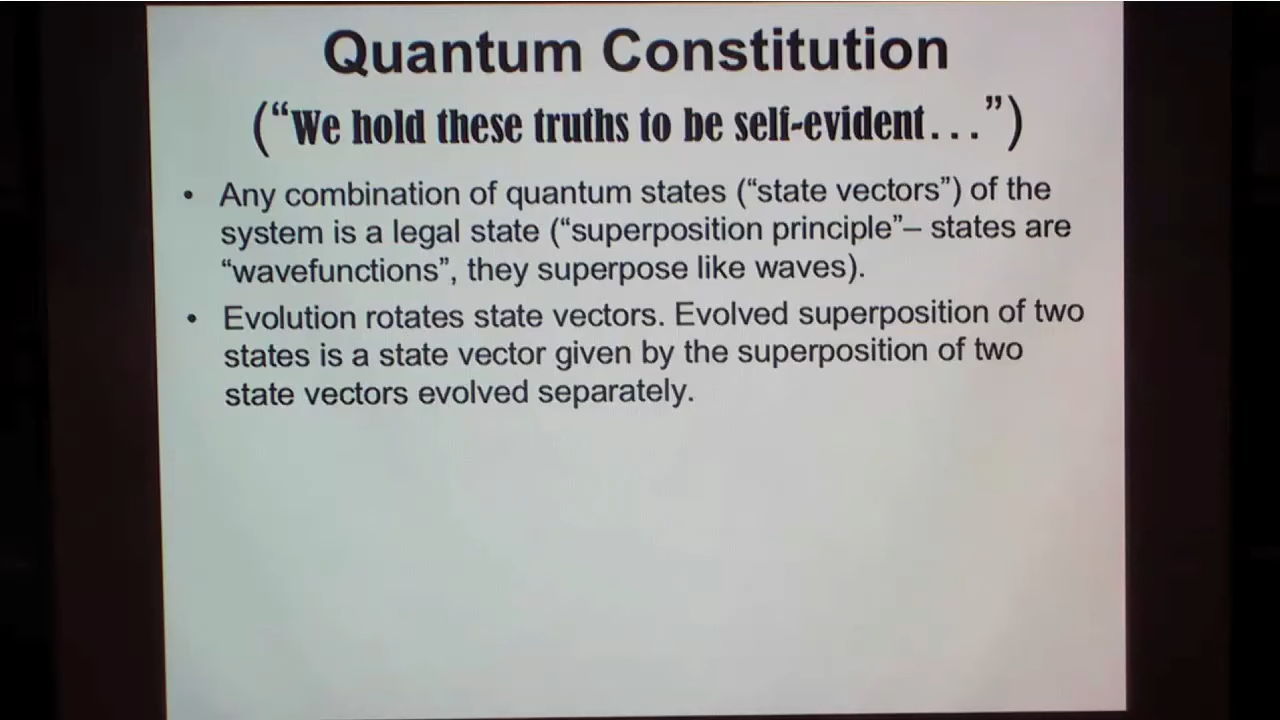 Quantum Constitution
(“We hold these truths to be self-evident...”)
• Any combination of quantum states (“state vectors”) of the
system is a legal state (“superposition principle”– states are
“wavefunctions”, they superpose like waves).
• Evolution rotates state vectors. Evolved superposition of two
states is a state vector given by the superposition of two
state vectors evolved separately.